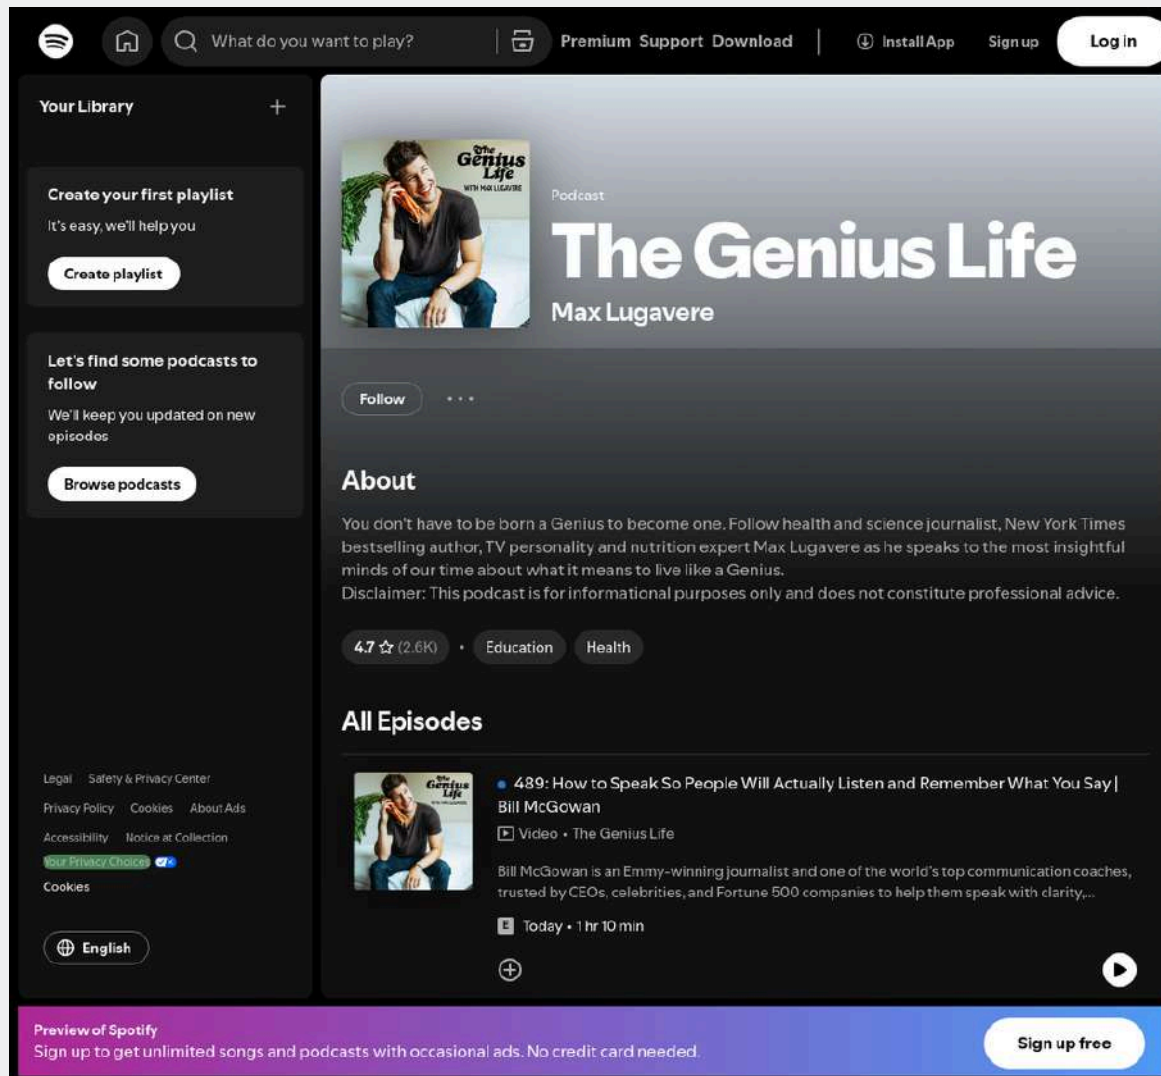 What do you want to play?
Premium Support Download
Install App
Sign up
Log in
Your Library
Create your first playlist
It's easy, we'll help you
Create playlist
Let's find some podcasts to
follow
We'll keep you updated on new
episodes
Browse podcasts
Legal Safety & Privacy Center
Privacy Policy Cookies About Ads
Accessibility Notice at Collection
Your Privacy Choices
Cookies
English
The
Genius
Life
WITH MAX LUGAVERE
Podcast
The Genius Life
Max Lugavere
Follow
About
You don't have to be born a Genius to become one. Follow health and science journalist, New York Times
bestselling author, TV personality and nutrition expert Max Lugavere as he speaks to the most insightful
minds of our time about what it means to live like a Genius.
Disclaimer: This podcast is for informational purposes only and does not constitute professional advice.
4.7 ☆ (2.6K) • Education Health
All Episodes
The
Genius
Life
WITH MAX LUGAVERE
489: How to Speak So People Will Actually Listen and Remember What You Say |
Bill McGowan
Video • The Genius Life
Bill McGowan is an Emmy-winning journalist and one of the world's top communication coaches,
trusted by CEOs, celebrities, and Fortune 500 companies to help them speak with clarity,...
E Today • 1 hr 10 min
Preview of Spotify
Sign up to get unlimited songs and podcasts with occasional ads. No credit card needed.
Sign up free